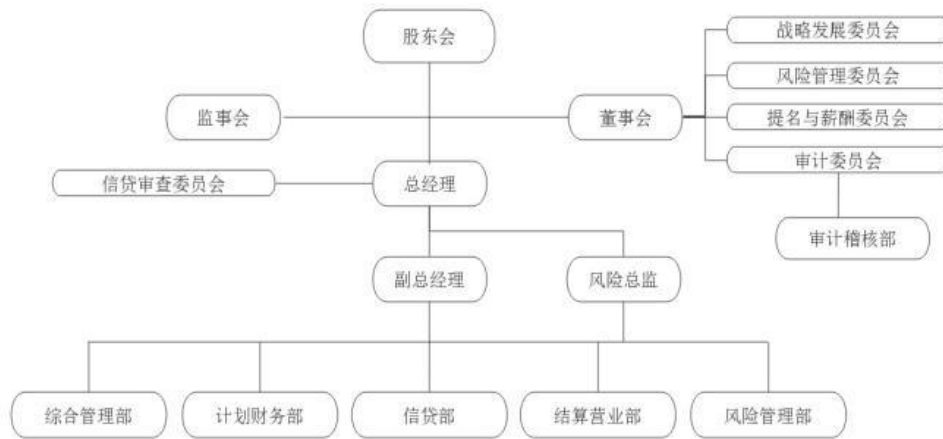 股东会
战略发展委员会
风险管理委员会
监事会
董事会
提名与薪酬委员会
审计委员会
信贷审查委员会
总经理
审计稽核部
副总经理
风险总监
综合管理部
计划财务部
信贷部
结算营业部
风险管理部